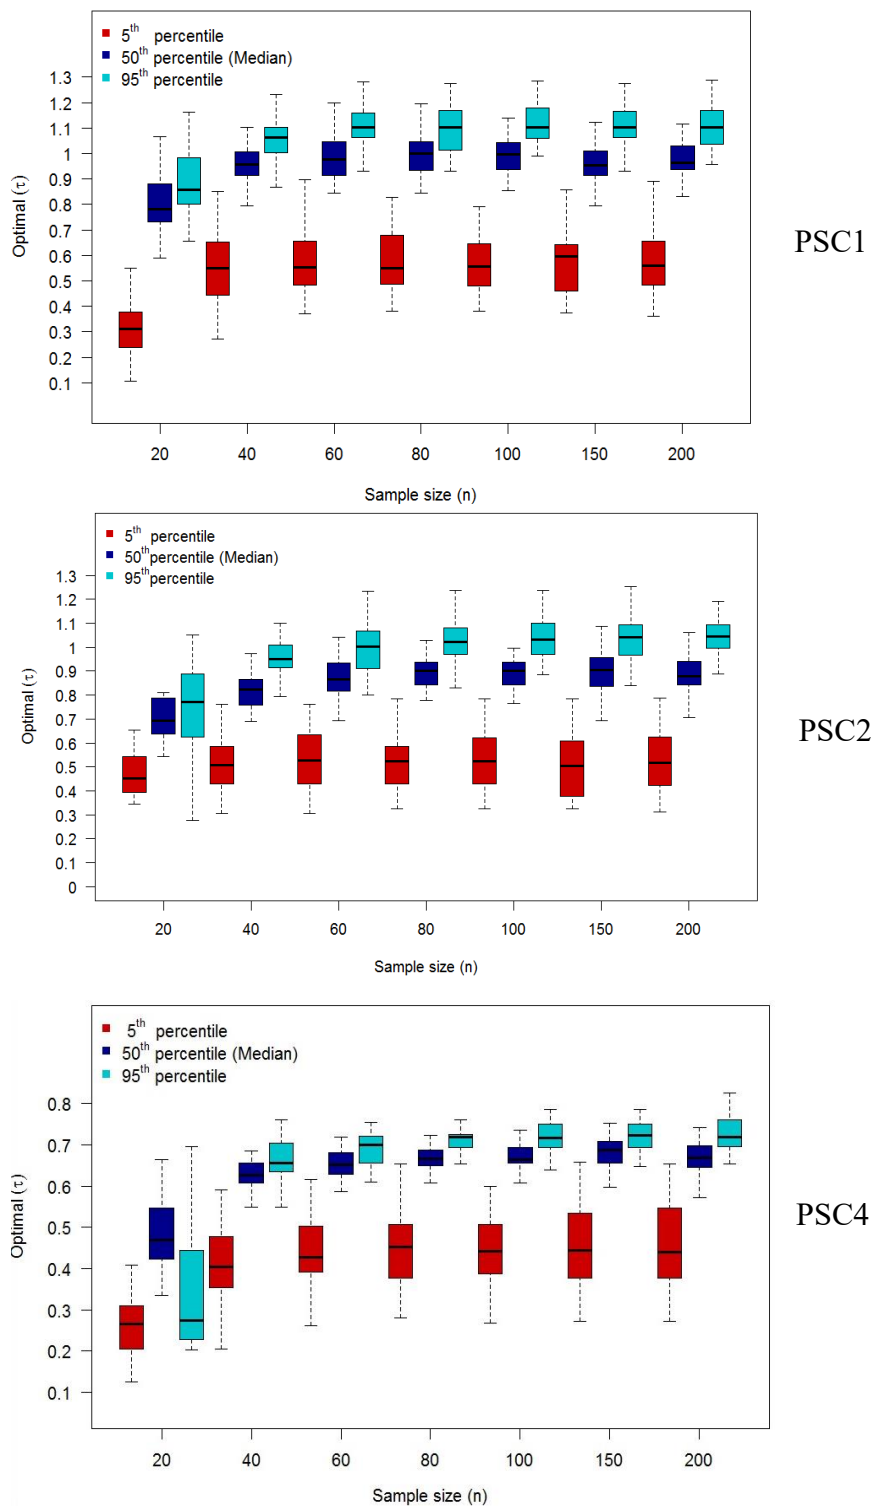 5th percentile
50th percentile (Median)
95th percentile
1.3
1.2
1.1
1
0.9
0.8
0.7
0.6
0.5
0.4
0.3
0.2
0.1
Optimal (τ)
20 40 60 80 100 150 200
Sample size (n)
PSC1
5th percentile
50th percentile (Median)
95th percentile
1.3
1.2
1.1
1
0.9
0.8
0.7
0.6
0.5
0.4
0.3
0.2
0.1
0
Optimal (τ)
20 40 60 80 100 150 200
Sample size (n)
PSC2
5th percentile
50th percentile (Median)
95th percentile
0.8
0.7
0.6
0.5
0.4
0.3
0.2
0.1
Optimal (τ)
20 40 60 80 100 150 200
Sample size (n)
PSC4